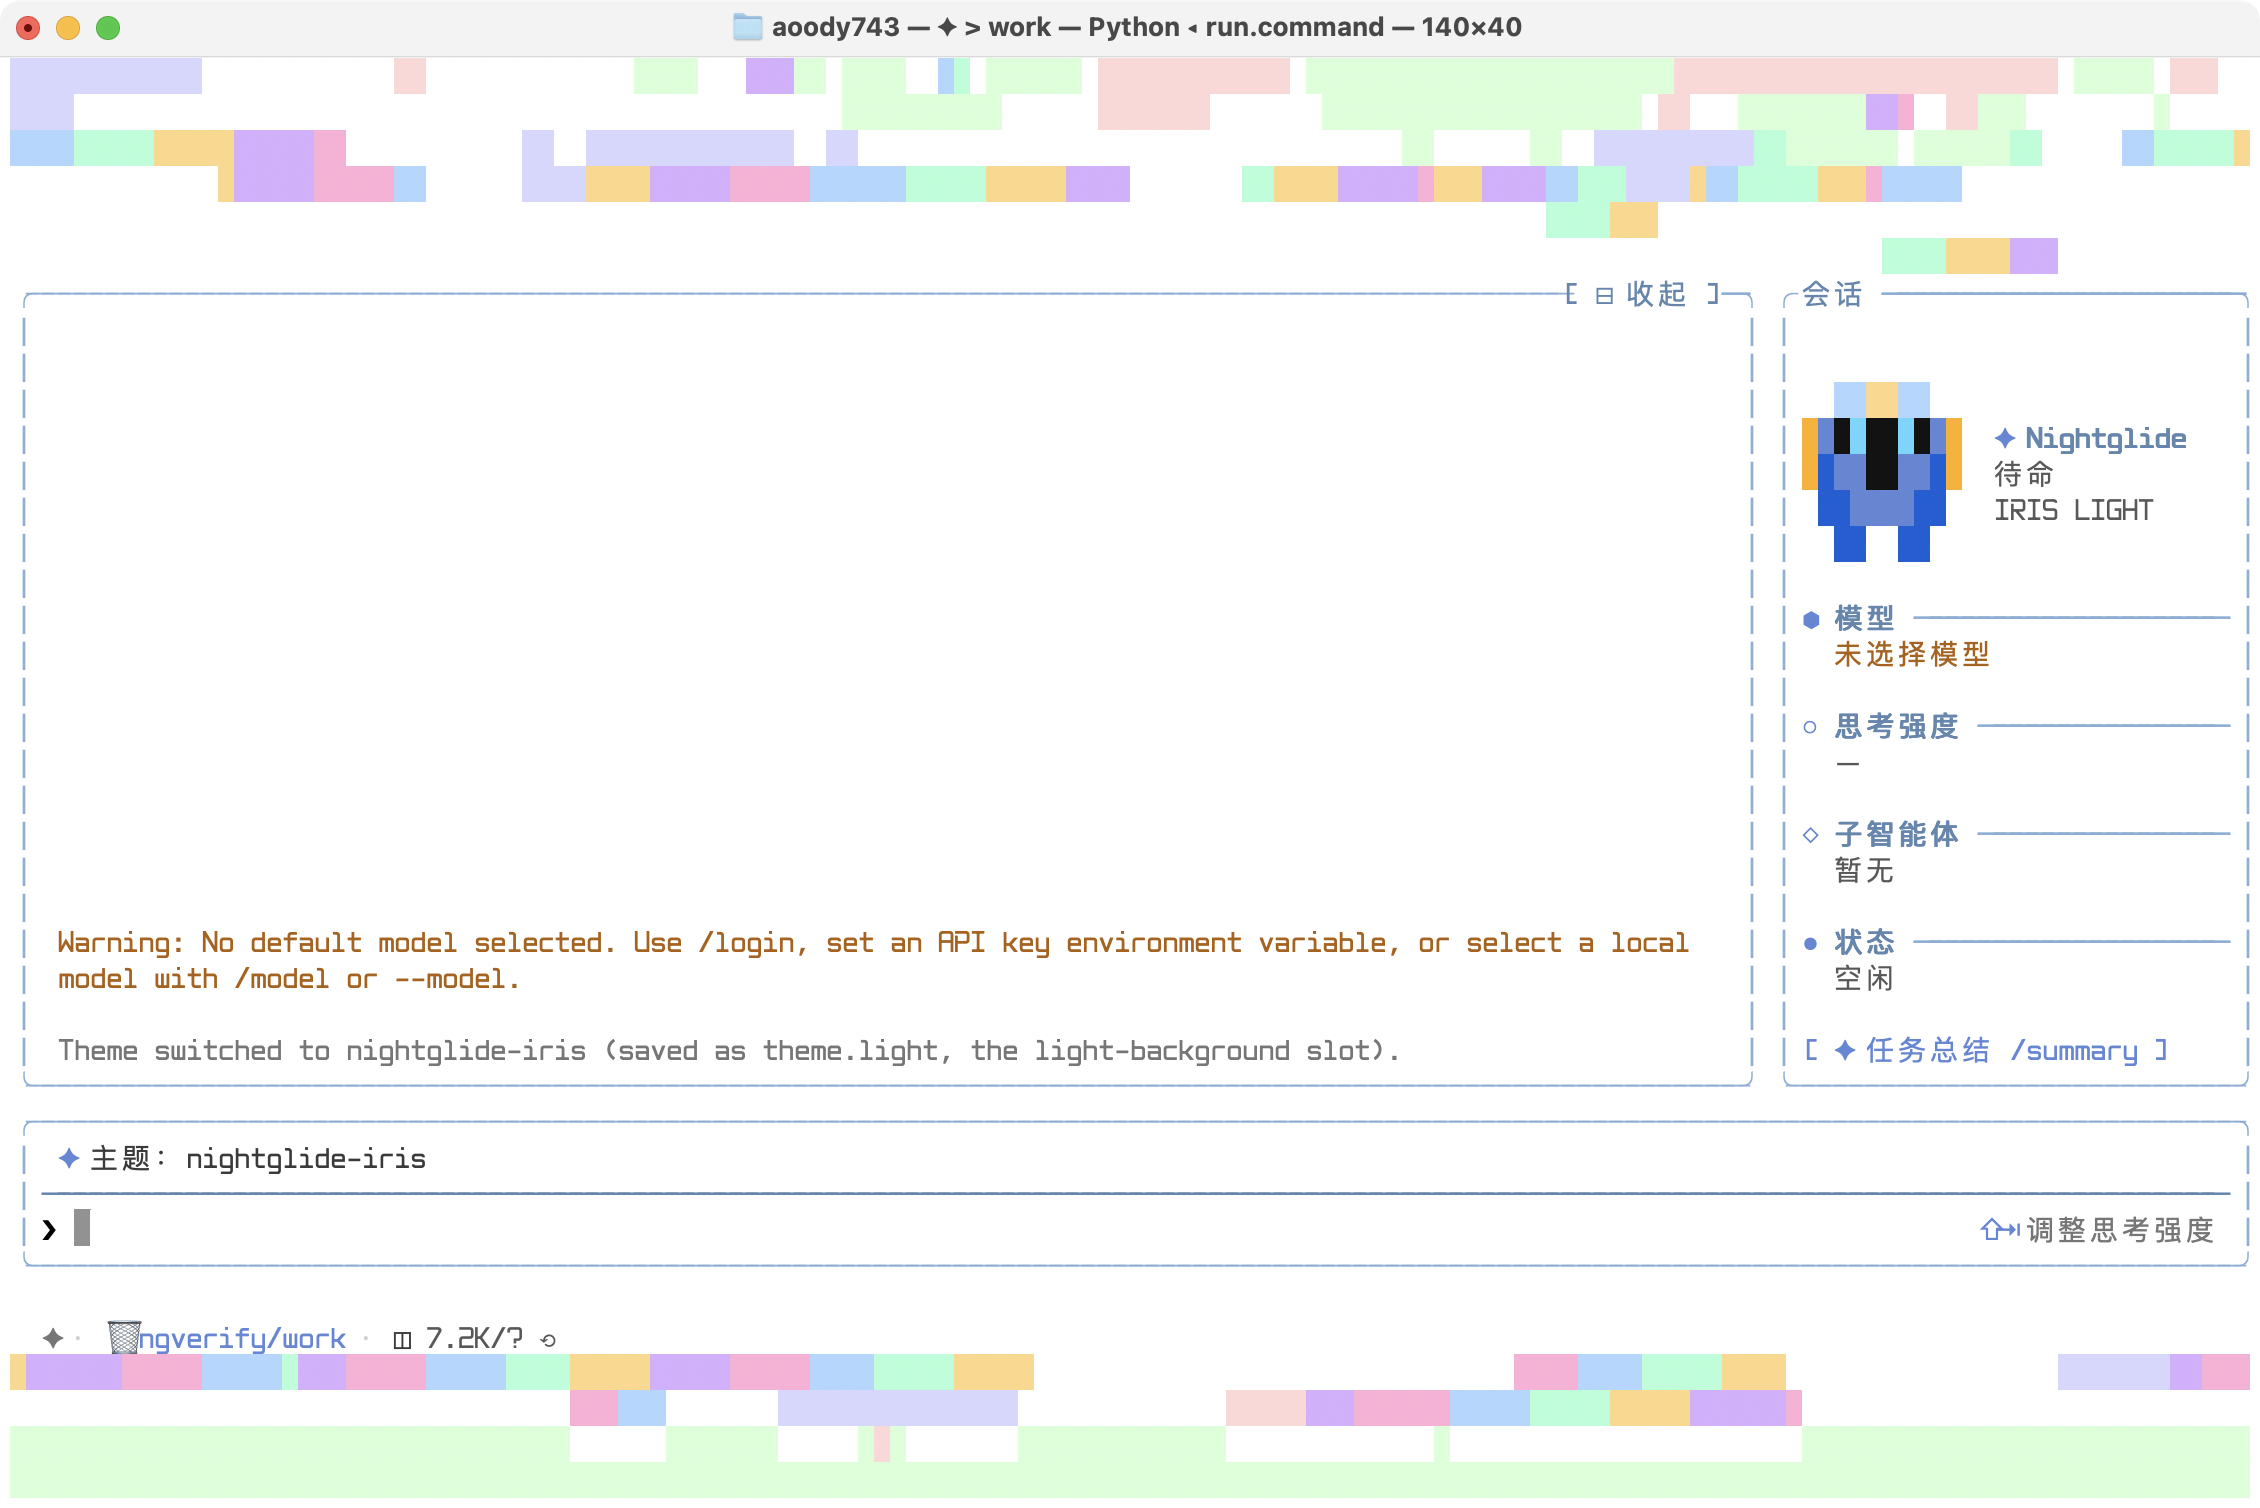 aoody743 — ✦ > work — Python ◂ run.command — 140×40
[ ⊟ 收起 ]
会话
✦ Nightglide
待命
IRIS LIGHT
⬢ 模型
未选择模型
○ 思考强度
—
◇ 子智能体
暂无
● 状态
空闲
[ ✦ 任务总结 /summary ]
Warning: No default model selected. Use /login, set an API key environment variable, or select a local
model with /model or --model.
Theme switched to nightglide-iris (saved as theme.light, the light-background slot).
✦ 主题: nightglide-iris
❯
⇧⇥ 调整思考强度
✦ · 🗑ngverify/work · ◫ 7.2K/? ⟲